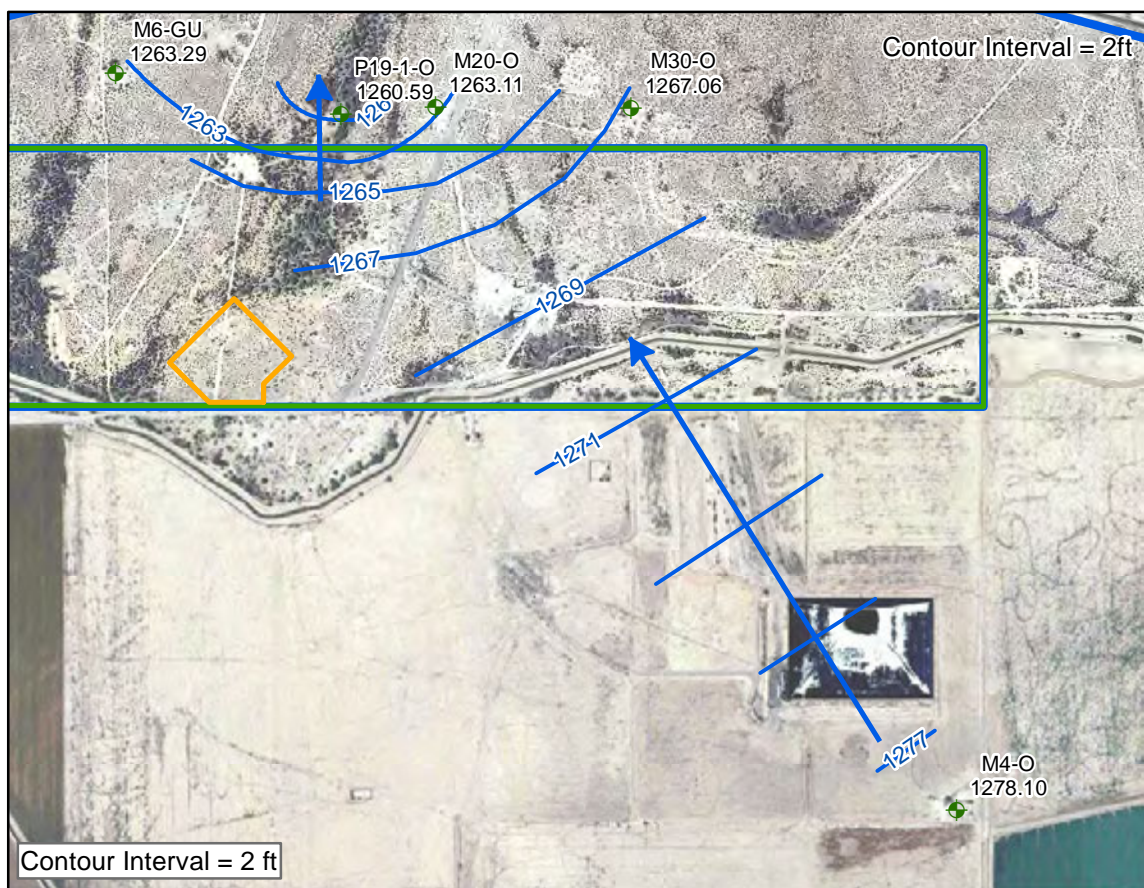 M6-GU
1263.29
P19-1-O
1260.59
M20-O
1263.11
M30-O
1267.06
Contour Interval = 2ft
1263
1265
1267
1269
1271
1277
M4-O
1278.10
Contour Interval = 2 ft